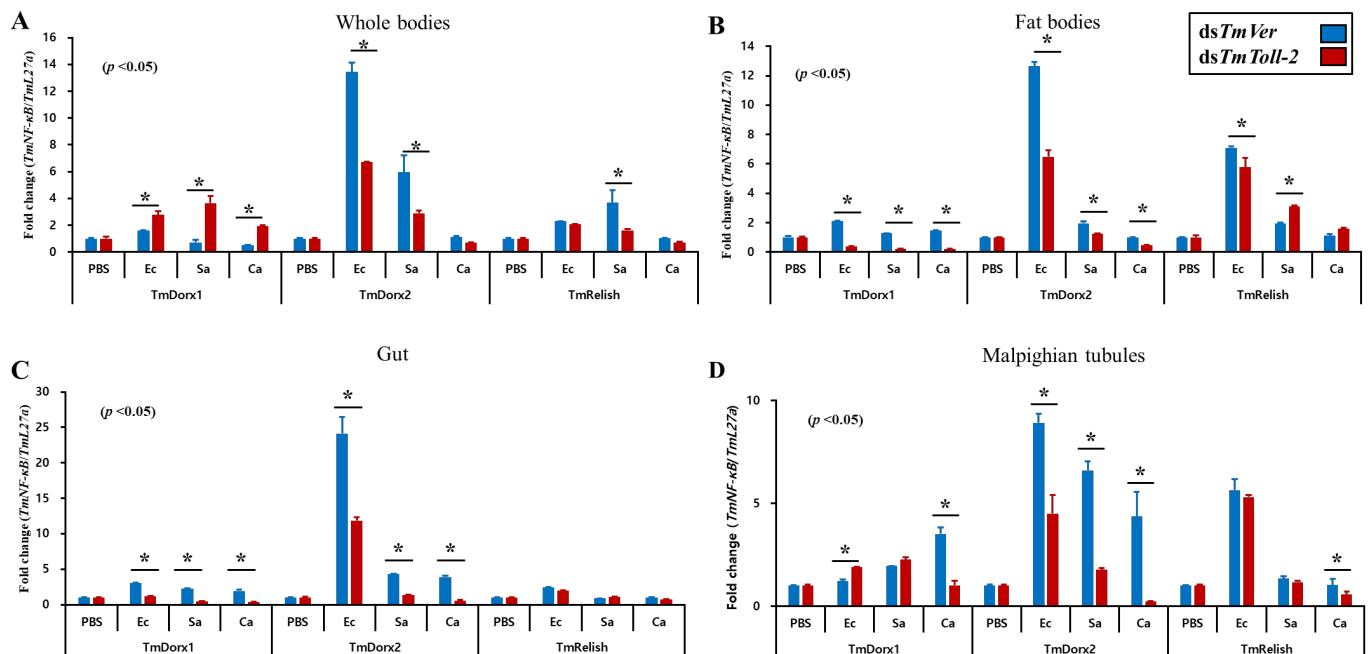 A
Whole bodies
Fold change (TmNF-κB/TmL27a)
16
14
12
10
8
6
4
2
0
(p <0.05)
*
*
*
*
*
*
PBS Ec Sa Ca PBS Ec Sa Ca PBS Ec Sa Ca
TmDorx1 TmDorx2 TmRelish
B
Fat bodies
dsTmVer
dsTmToll-2
Fold change (TmNF-κB/TmL27a)
14
12
10
8
6
4
2
0
(p <0.05)
*
*
*
*
*
*
*
*
PBS Ec Sa Ca PBS Ec Sa Ca PBS Ec Sa Ca
TmDorx1 TmDorx2 TmRelish
C
Gut
Fold change (TmNF-κB/TmL27a)
30
25
20
15
10
5
0
(p <0.05)
*
*
*
*
*
*
PBS Ec Sa Ca PBS Ec Sa Ca PBS Ec Sa Ca
TmDorx1 TmDorx2 TmRelish
D
Malpighian tubules
Fold change (TmNF-κB/TmL27a)
10
5
0
(p <0.05)
*
*
*
*
*
*
PBS Ec Sa Ca PBS Ec Sa Ca PBS Ec Sa Ca
TmDorx1 TmDorx2 TmRelish